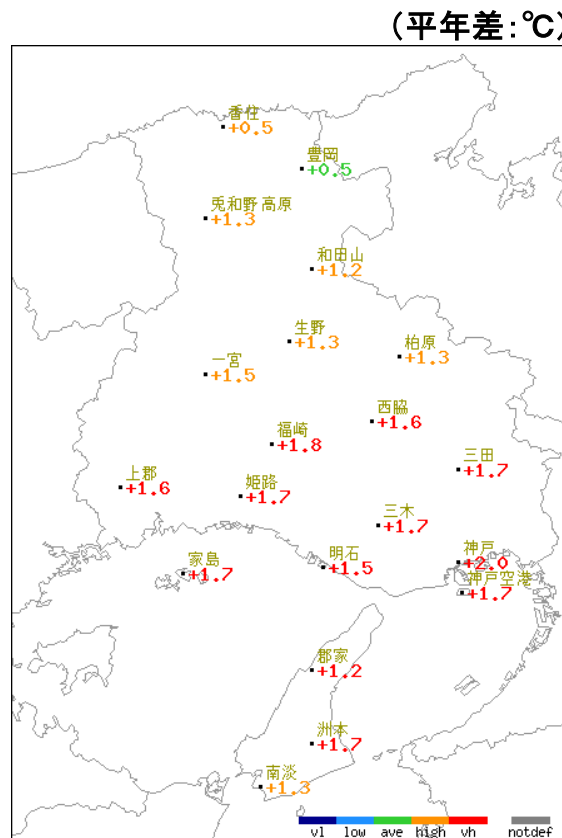 (平年差:℃)
香住
+0.5
豊岡
+0.5
兎和野高原
+1.3
和田山
+1.2
生野
+1.3
柏原
+1.3
一宮
+1.5
西脇
+1.6
福崎
+1.8
三田
+1.7
上郡
+1.6
姫路
+1.7
三木
+1.7
家島
+1.7
明石
+1.5
神戸
+2.0
神戸空港
+1.7
郡家
+1.2
洲本
+1.7
南淡
+1.3
vl low ave high vh notdef